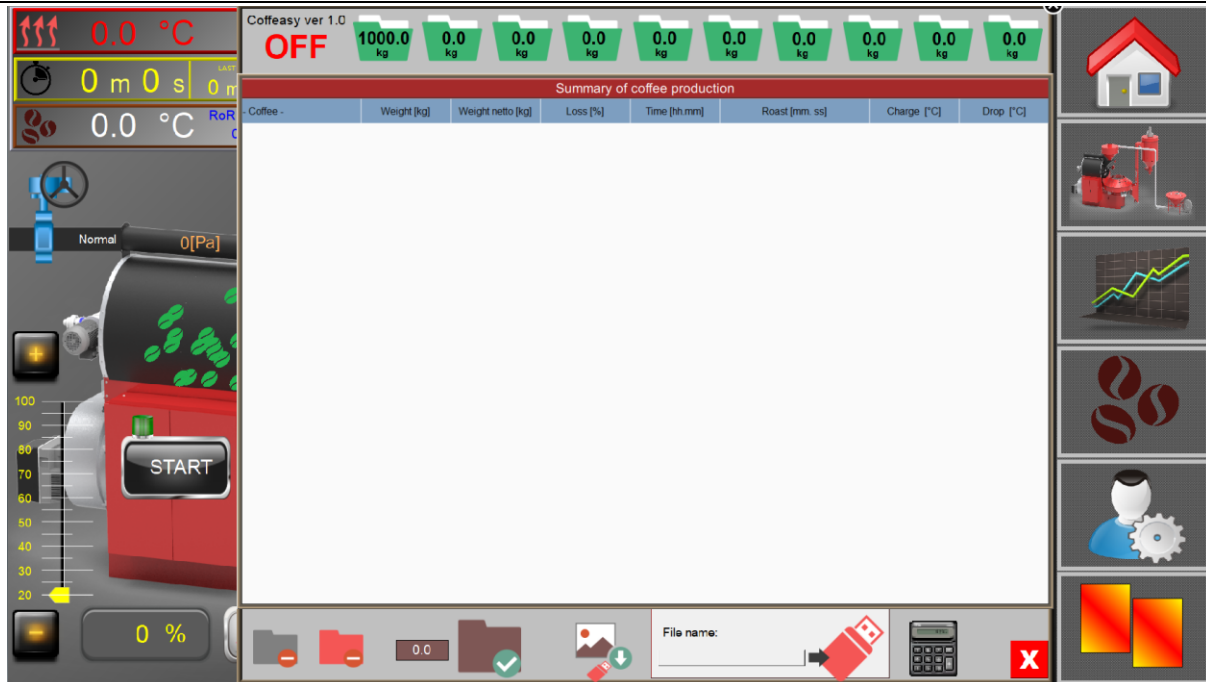 0.0 °C
0 m 0 s
LAST
0 m
0.0 °C
RoR
Coffeasy ver 1.0
OFF
1000.0 kg
0.0 kg
0.0 kg
0.0 kg
0.0 kg
0.0 kg
0.0 kg
0.0 kg
0.0 kg
0.0 kg
Summary of coffee production
- Coffee - Weight [kg] Weight netto [kg] Loss [%] Time [hh.mm] Roast [mm. ss] Charge [°C] Drop [°C]
Normal
0[Pa]
+
100
90
80
70
60
50
40
30
20
START
-
0 %
0.0
File name:
X